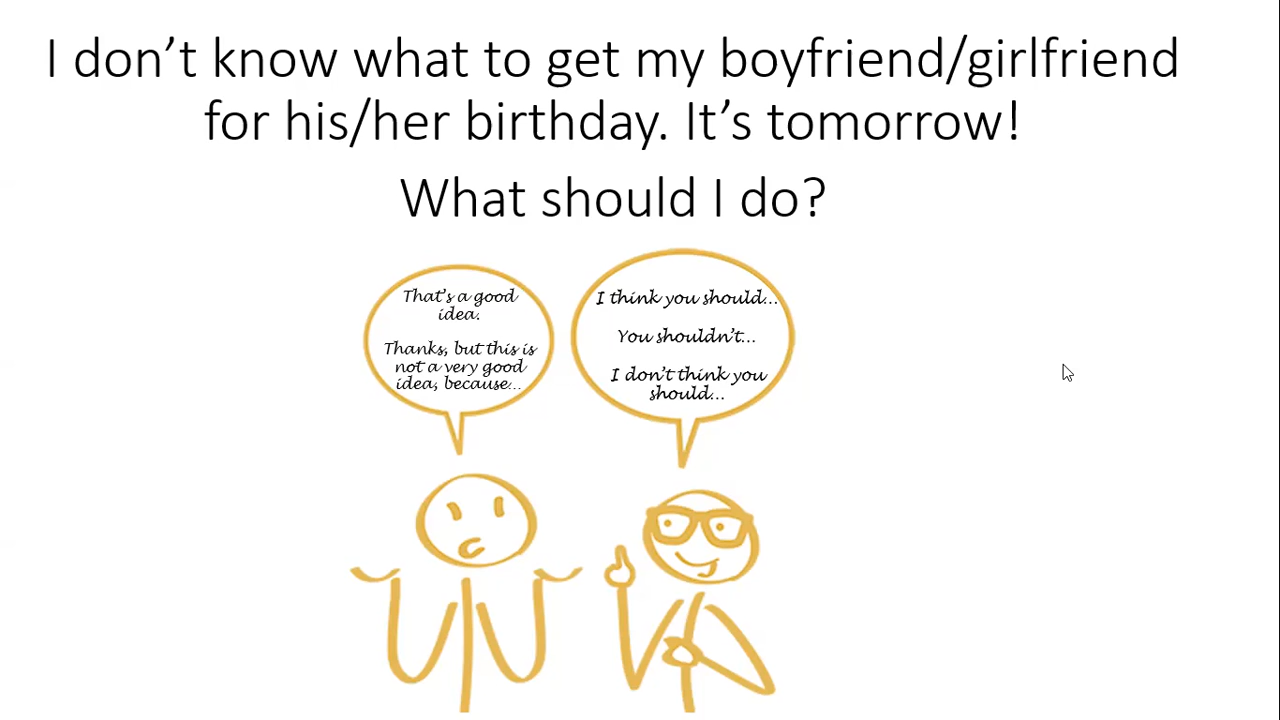 I don’t know what to get my boyfriend/girlfriend
for his/her birthday. It’s tomorrow!
What should I do?
That’s a good
idea.
Thanks, but this is
not a very good
idea, because…
I think you should…
You shouldn’t…
I don’t think you
should…